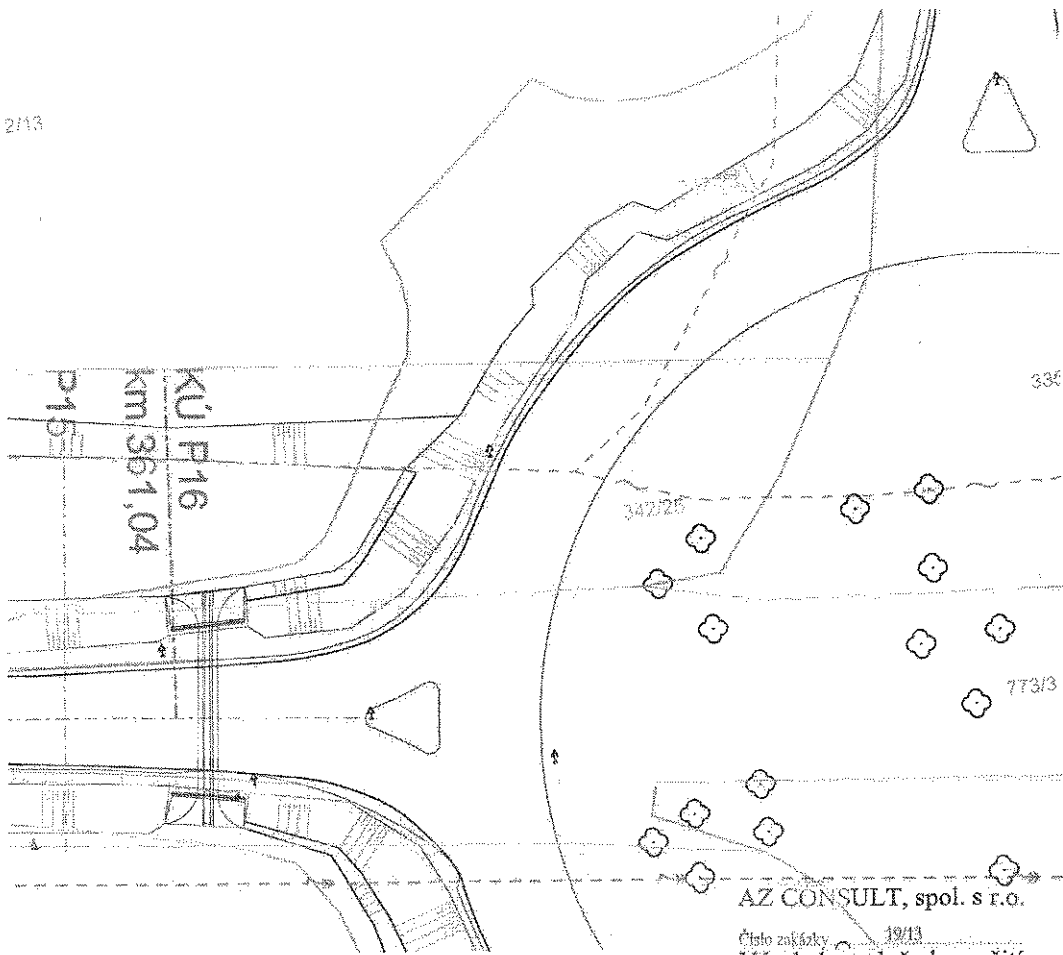 2/13
335
KÚ P16
km 361,04
P15
342/25
773/3
AZ CONSULT, spol. s r.o.
Číslo zakázky 19/13